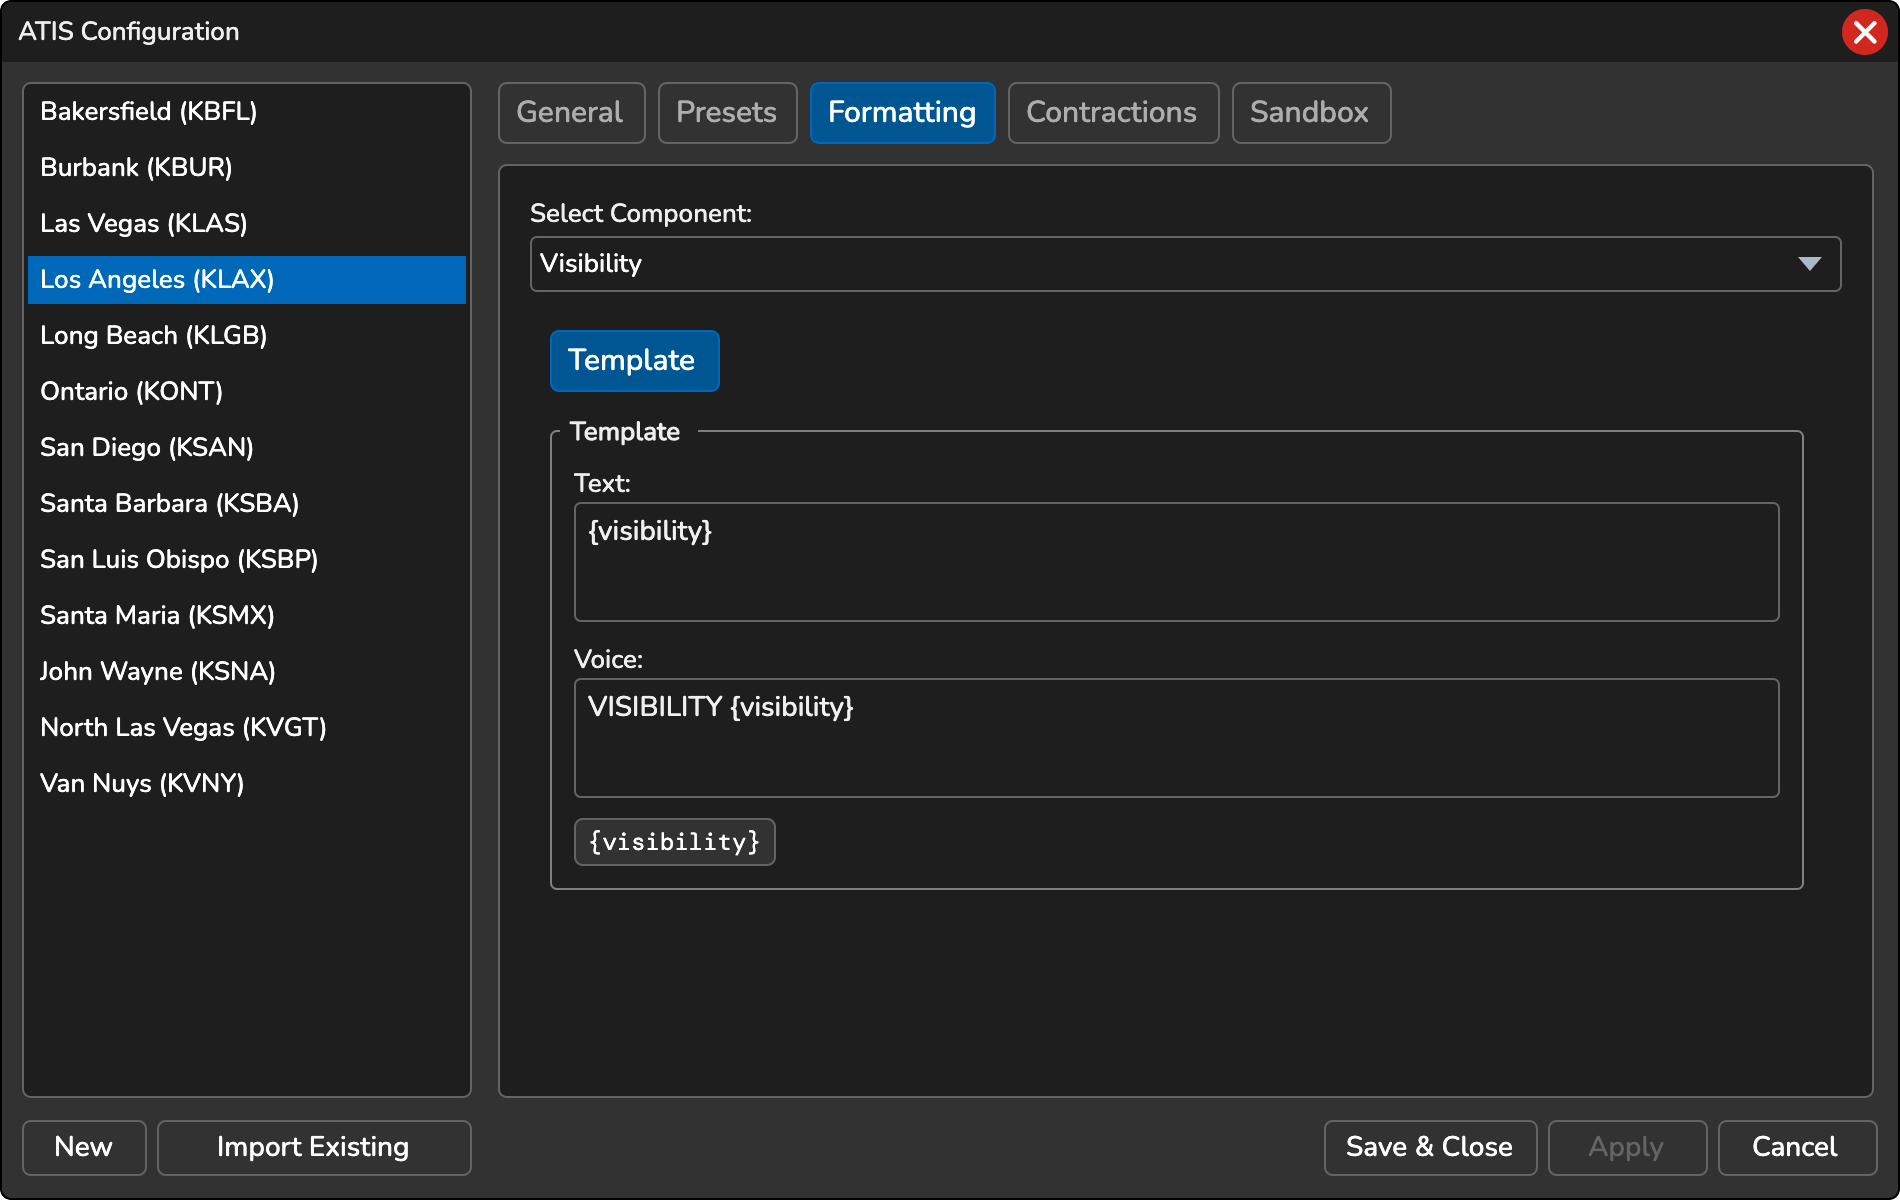 ATIS Configuration
Bakersfield (KBFL)
Burbank (KBUR)
Las Vegas (KLAS)
Los Angeles (KLAX)
Long Beach (KLGB)
Ontario (KONT)
San Diego (KSAN)
Santa Barbara (KSBA)
San Luis Obispo (KSBP)
Santa Maria (KSMX)
John Wayne (KSNA)
North Las Vegas (KVGT)
Van Nuys (KVNY)
General Presets Formatting Contractions Sandbox
Select Component:
Visibility
Template
Template
Text:
{visibility}
Voice:
VISIBILITY {visibility}
{visibility}
New Import Existing Save & Close Apply Cancel